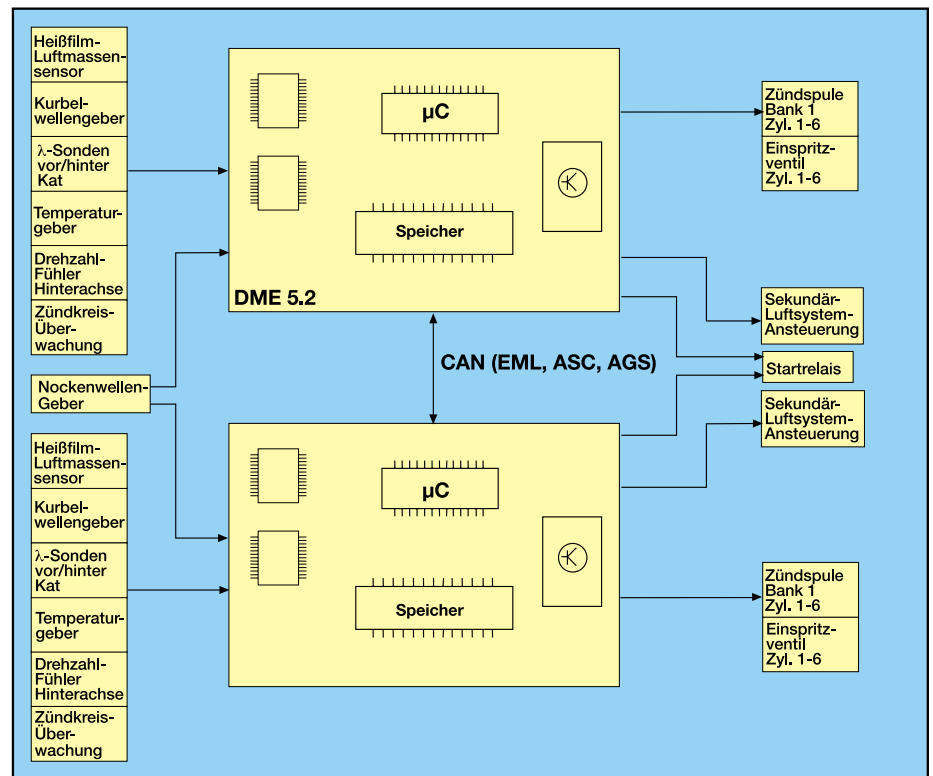 Heißfilm-
Luftmassen-
sensor
Kurbel-
wellengeber
λ-Sonden
vor/hinter
Kat
Temperatur-
geber
Drehzahl-
Fühler
Hinterachse
Zündkreis-
Über-
wachung
Nockenwellen-
Geber
Heißfilm-
Luftmassen-
sensor
Kurbel-
wellengeber
λ-Sonden
vor/hinter
Kat
Temperatur-
geber
Drehzahl-
Fühler
Hinterachse
Zündkreis-
Über-
wachung
µC
Speicher
DME 5.2
CAN (EML, ASC, AGS)
µC
Speicher
Zündspule
Bank 1
Zyl. 1-6
Einspritz-
ventil
Zyl. 1-6
Sekundär-
Luftsystem-
Ansteuerung
Startrelais
Sekundär-
Luftsystem-
Ansteuerung
Zündspule
Bank 1
Zyl. 1-6
Einspritz-
ventil
Zyl. 1-6